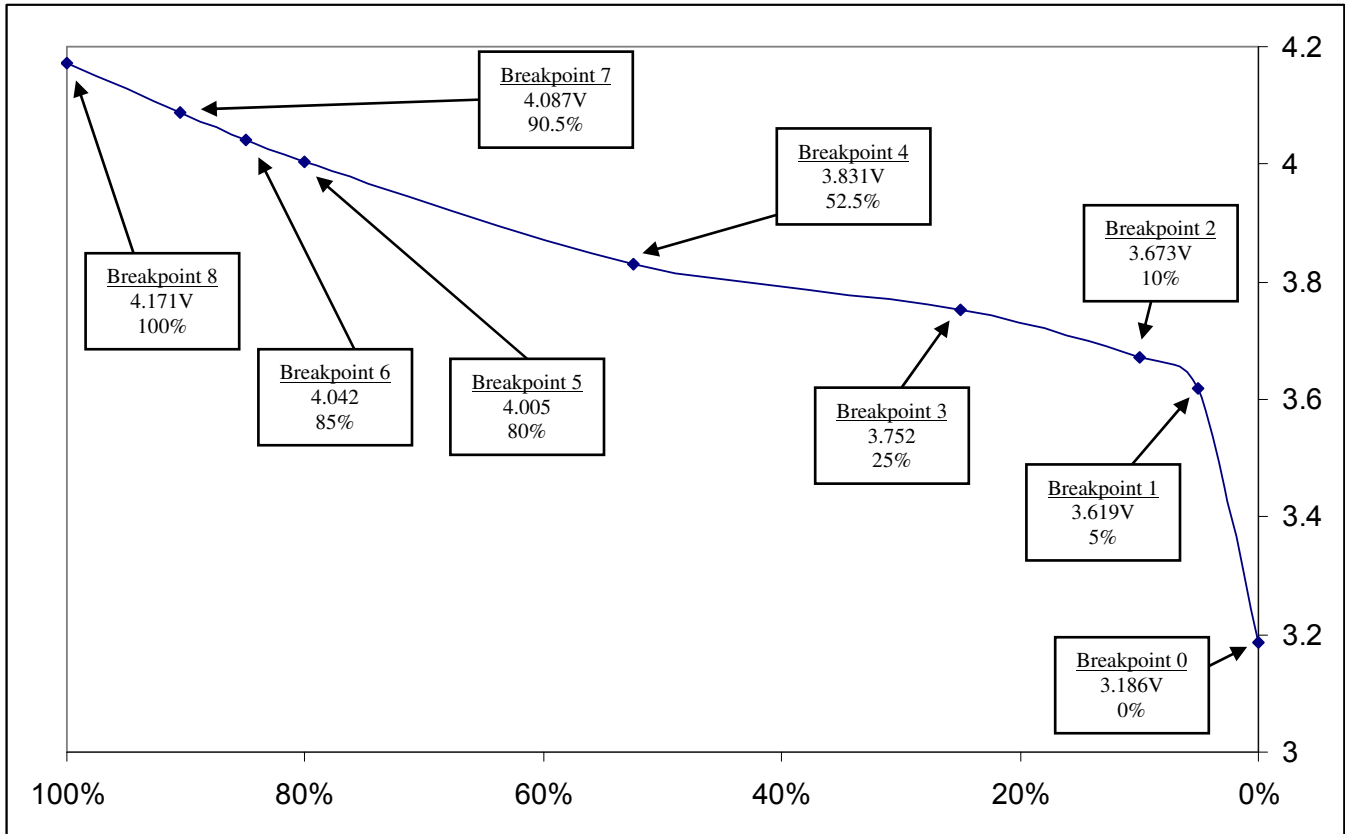 Breakpoint 7
4.087V
90.5%
Breakpoint 4
3.831V
52.5%
Breakpoint 2
3.673V
10%
Breakpoint 8
4.171V
100%
Breakpoint 6
4.042
85%
Breakpoint 5
4.005
80%
Breakpoint 3
3.752
25%
Breakpoint 1
3.619V
5%
Breakpoint 0
3.186V
0%
4.2
4
3.8
3.6
3.4
3.2
3
100%
80%
60%
40%
20%
0%